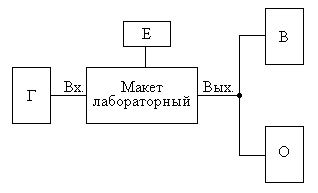 Е
В
Г
Вх.
Макет
лабораторный
Вых.
О